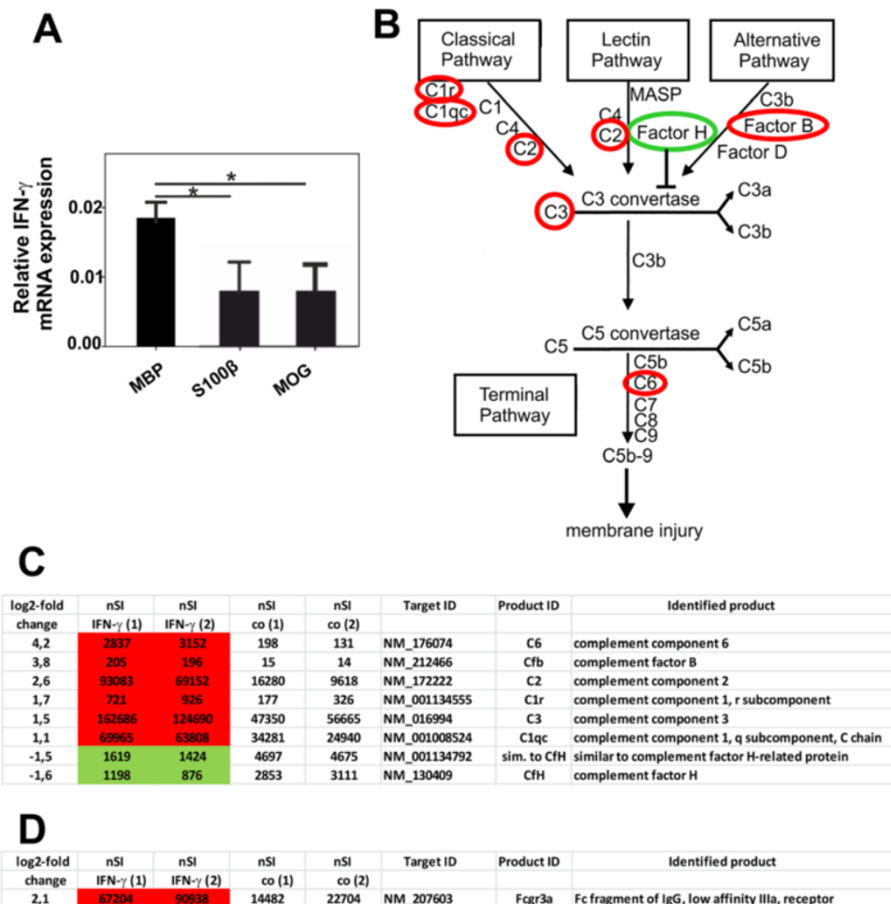 A
Relative IFN-γ
mRNA expression
0.02
0.01
0.00
*
*
MBP
S100β
MOG
B
Classical
Pathway
Lectin
Pathway
Alternative
Pathway
C1r
C1qc
C1
C4
C2
MASP
C4
C2
Factor H
C3b
Factor B
Factor D
C3
C3 convertase
C3a
C3b
C3b
C5
C5 convertase
C5a
C5b
C5b
C6
C7
C8
C9
Terminal
Pathway
C5b-9
membrane injury
C
log2-fold nSI nSI nSI nSI Target ID Product ID Identified product
change IFN-γ (1) IFN-γ (2) co (1) co (2)
4,2 2837 3152 198 131 NM_176074 C6 complement component 6
3,8 205 196 15 14 NM_212466 Cfb complement factor B
2,6 93083 69152 16280 9618 NM_172222 C2 complement component 2
1,7 721 926 177 326 NM_001134555 C1r complement component 1, r subcomponent
1,5 162686 124690 47350 56665 NM_016994 C3 complement component 3
1,1 69965 63808 34281 24940 NM_001008524 C1qc complement component 1, q subcomponent, C chain
-1,5 1619 1424 4697 4675 NM_001134792 sim. to CfH similar to complement factor H-related protein
-1,6 1198 876 2853 3111 NM_130409 CfH complement factor H
D
log2-fold nSI nSI nSI nSI Target ID Product ID Identified product
change IFN-γ (1) IFN-γ (2) co (1) co (2)
2,1 67204 90938 14482 22704 NM_207603 Fcgr3a Fc fragment of IgG, low affinity IIIa, receptor